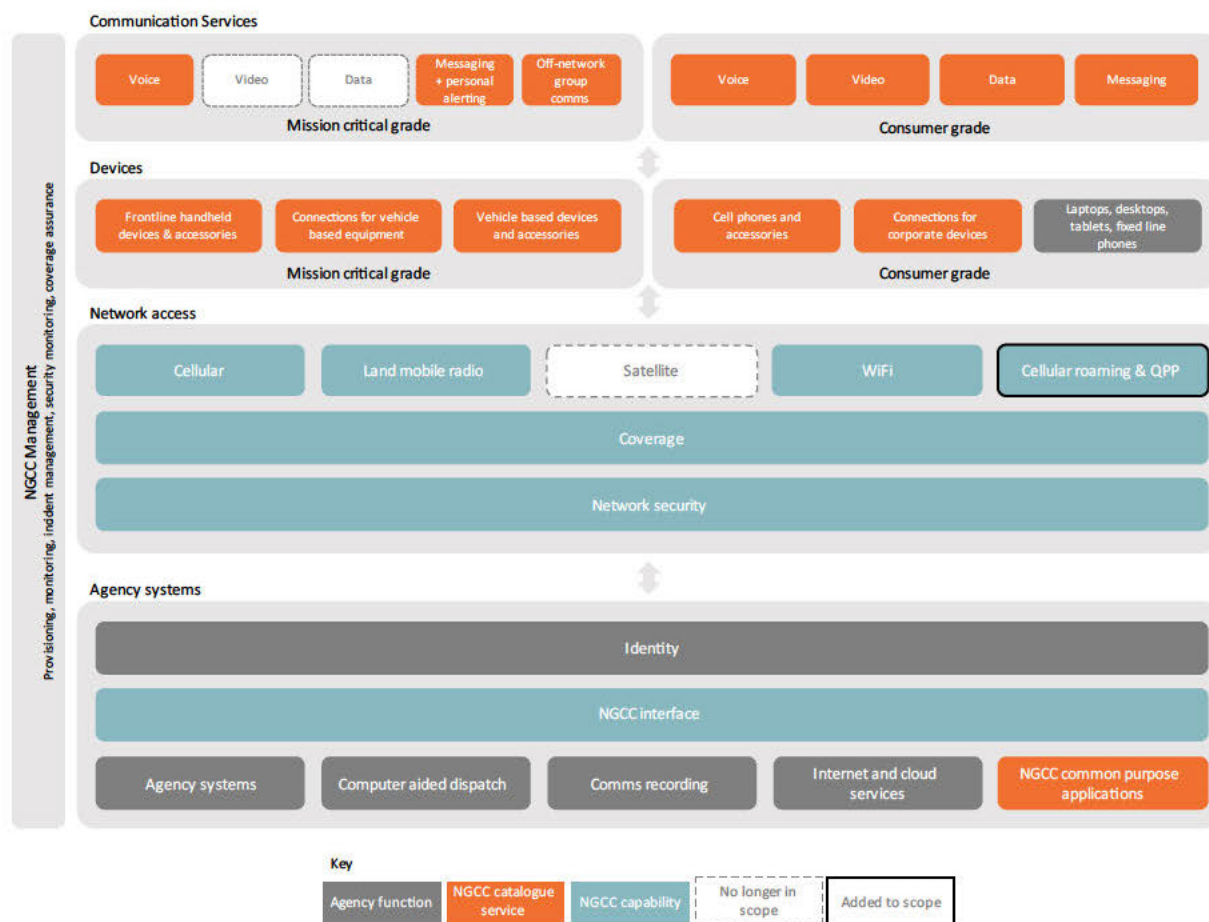 Communication Services
Voice
Video
Data
Messaging
+ personal
alerting
Off-network
group
comms
Mission critical grade
Voice
Video
Data
Messaging
Consumer grade
Devices
Frontline handheld
devices & accessories
Connections for vehicle
based equipment
Vehicle based devices
and accessories
Mission critical grade
Cell phones and
accessories
Connections for
corporate devices
Laptops, desktops,
tablets, fixed line
phones
Consumer grade
Network access
Cellular
Land mobile radio
Satellite
WiFi
Cellular roaming & QPP
Coverage
Network security
Agency systems
Identity
NGCC interface
Agency systems
Computer aided dispatch
Comms recording
Internet and cloud
services
NGCC common purpose
applications
NGCC Management
Provisioning, monitoring, incident management, security monitoring, coverage assurance
Key
Agency function
NGCC catalogue
service
NGCC capability
No longer in
scope
Added to scope